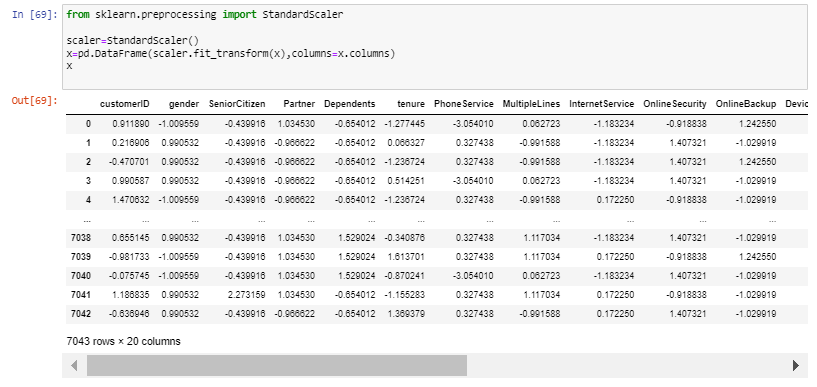 In [69]: from sklearn.preprocessing import StandardScaler
scaler=StandardScaler()
x=pd.DataFrame(scaler.fit_transform(x),columns=x.columns)
x
Out[69]:
customerID gender SeniorCitizen Partner Dependents tenure PhoneService MultipleLines InternetService OnlineSecurity OnlineBackup Devic
0 0.911890 -1.009559 -0.439916 1.034530 -0.654012 -1.277445 -3.054010 0.062723 -1.183234 -0.918838 1.242550
1 0.216906 0.990532 -0.439916 -0.966622 -0.654012 0.066327 0.327438 -0.991588 -1.183234 1.407321 -1.029919
2 -0.470701 0.990532 -0.439916 -0.966622 -0.654012 -1.236724 0.327438 -0.991588 -1.183234 1.407321 1.242550
3 0.990587 0.990532 -0.439916 -0.966622 -0.654012 0.514251 -3.054010 0.062723 -1.183234 1.407321 -1.029919
4 1.470632 -1.009559 -0.439916 -0.966622 -0.654012 -1.236724 0.327438 -0.991588 0.172250 -0.918838 -1.029919
... ... ... ... ... ... ... ... ... ... ... ...
7038 0.655145 0.990532 -0.439916 1.034530 1.529024 -0.340876 0.327438 1.117034 -1.183234 1.407321 -1.029919
7039 -0.981733 -1.009559 -0.439916 1.034530 1.529024 1.613701 0.327438 1.117034 0.172250 -0.918838 1.242550
7040 -0.075745 -1.009559 -0.439916 1.034530 1.529024 -0.870241 -3.054010 0.062723 -1.183234 1.407321 -1.029919
7041 1.186835 0.990532 2.273159 1.034530 -0.654012 -1.155283 0.327438 1.117034 0.172250 -0.918838 -1.029919
7042 -0.636946 0.990532 -0.439916 -0.966622 -0.654012 1.369379 0.327438 -0.991588 0.172250 1.407321 -1.029919
7043 rows × 20 columns